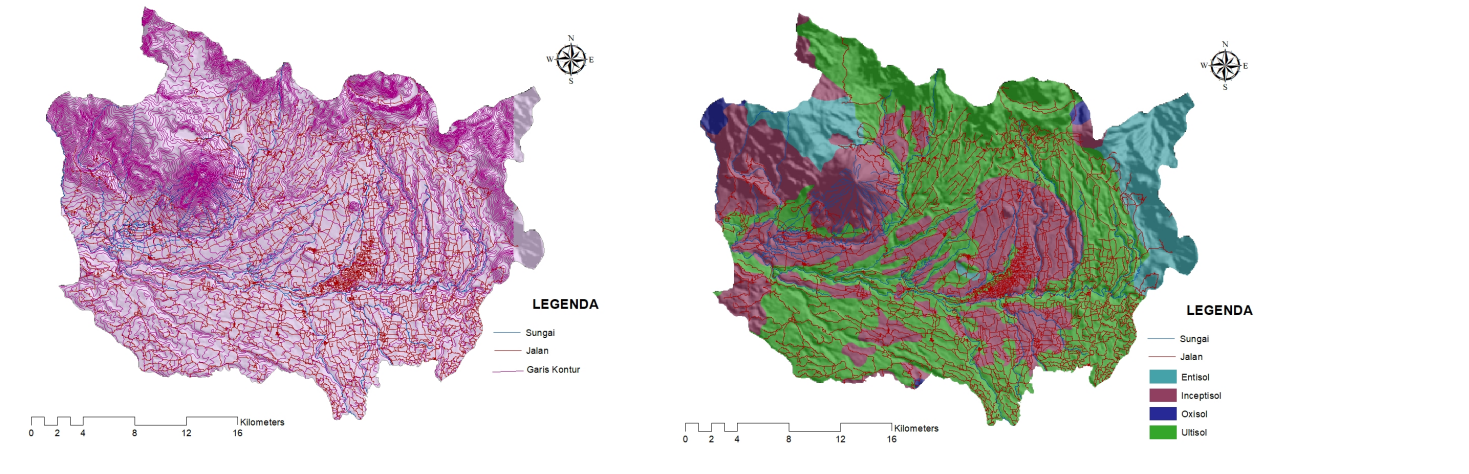 N
W E
S
LEGENDA
Sungai
Jalan
Garis Kontur
Kilometers
0 2 4 8 12 16
N
W E
S
LEGENDA
Sungai
Jalan
Entisol
Inceptisol
Oxisol
Ultisol
Kilometers
0 2 4 8 12 16